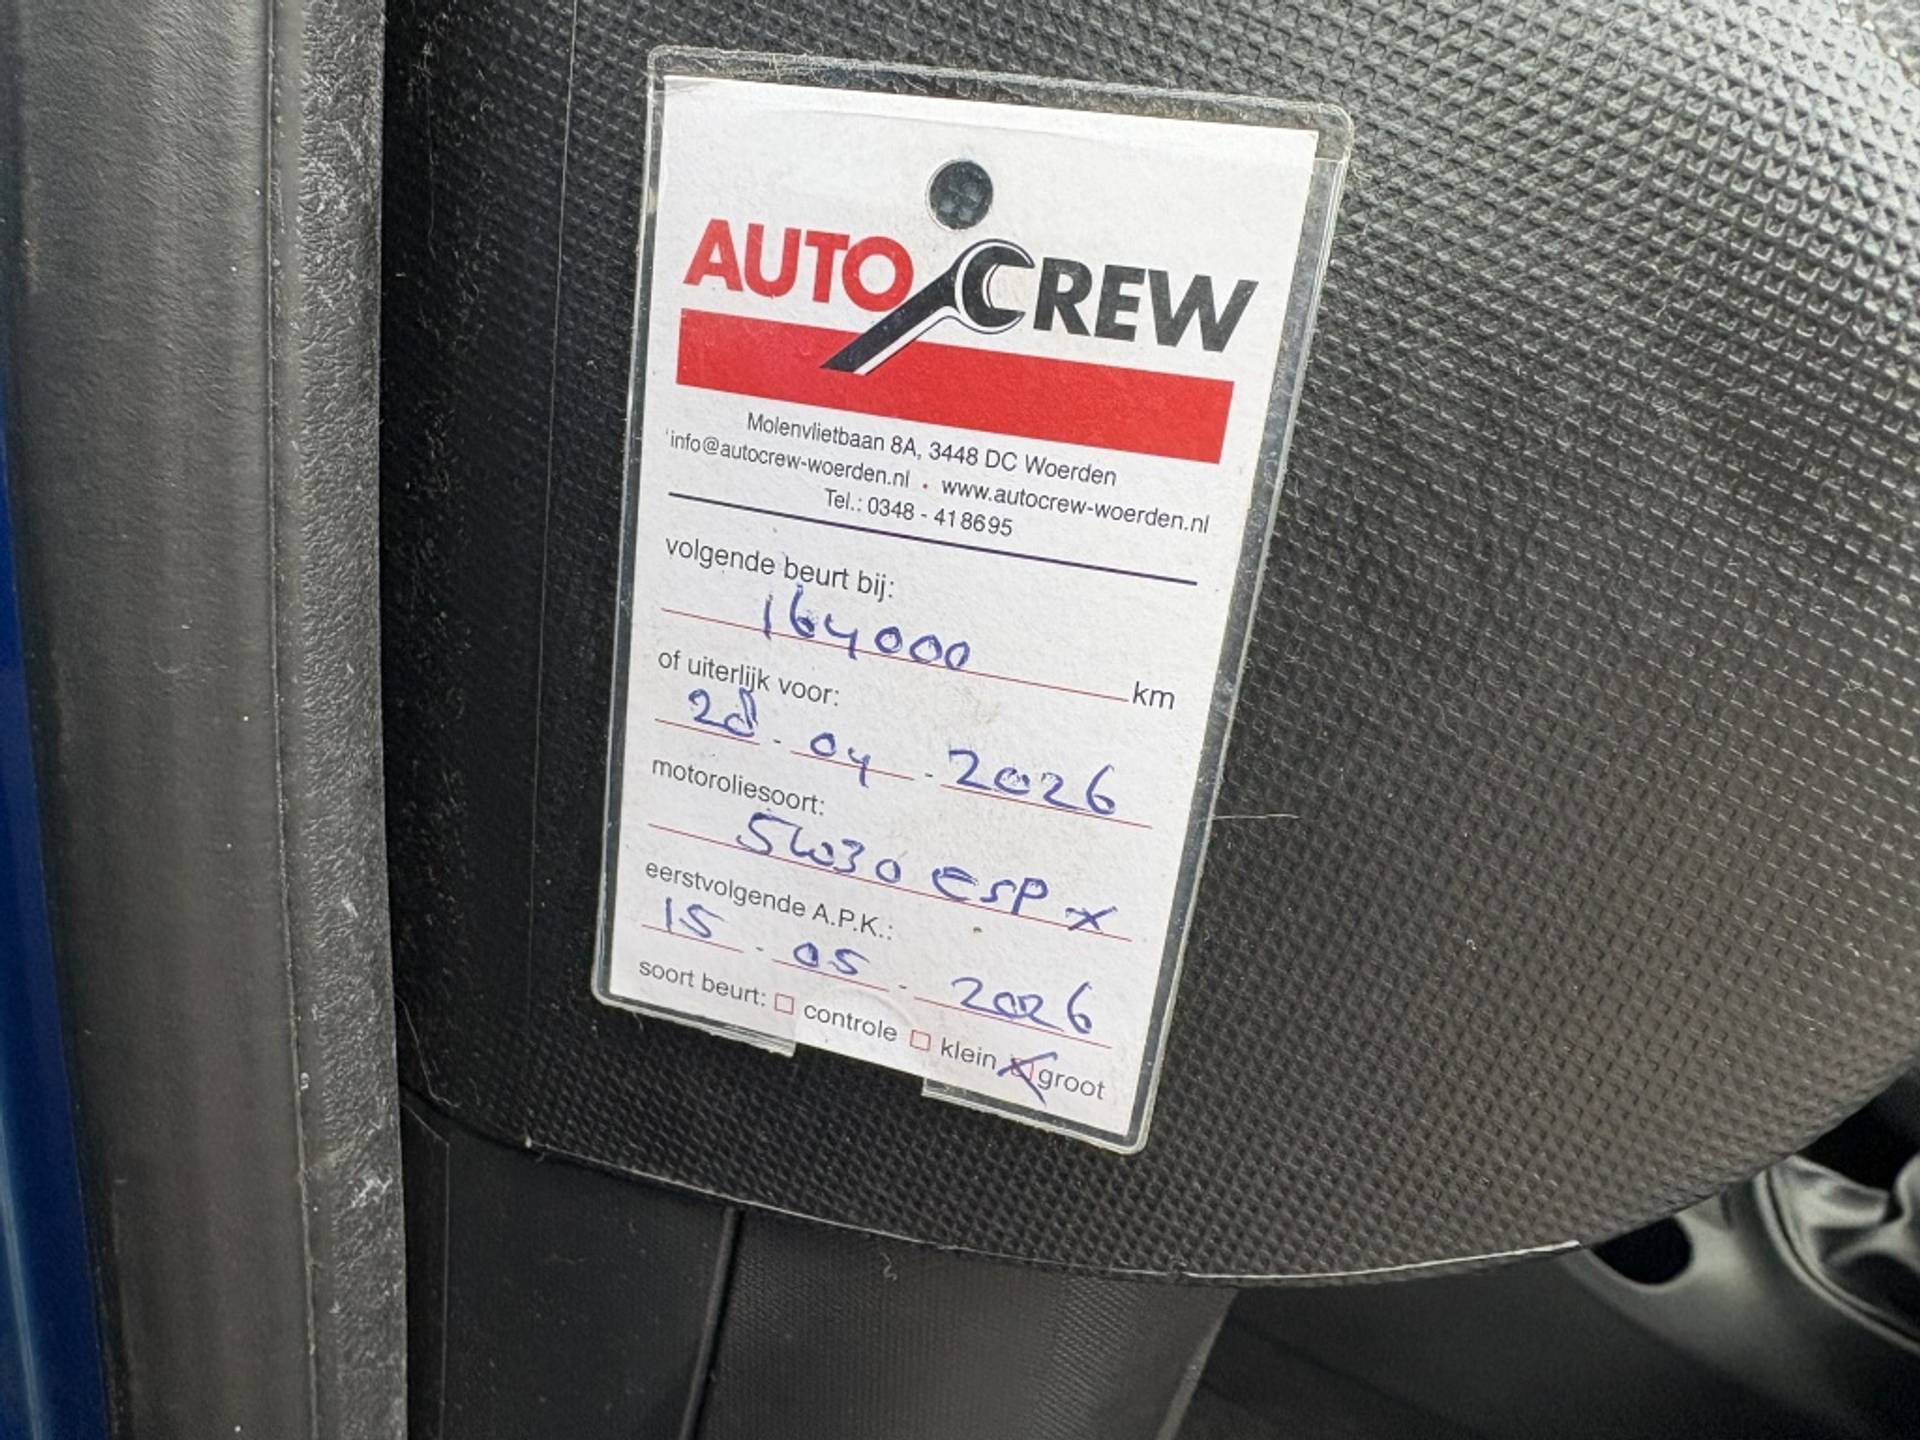 AUTO CREW
Molenvlietbaan 8A, 3448 DC Woerden
info@autocrew-woerden.nl • www.autocrew-woerden.nl
Tel.: 0348 - 418695
volgende beurt bij:
164000 km
of uiterlijk voor:
28 - 04 - 2026
motoroliesoort:
5W30 esp x
eerstvolgende A.P.K.:
15 - 05 - 2026
soort beurt: □ controle □ klein ☒ groot